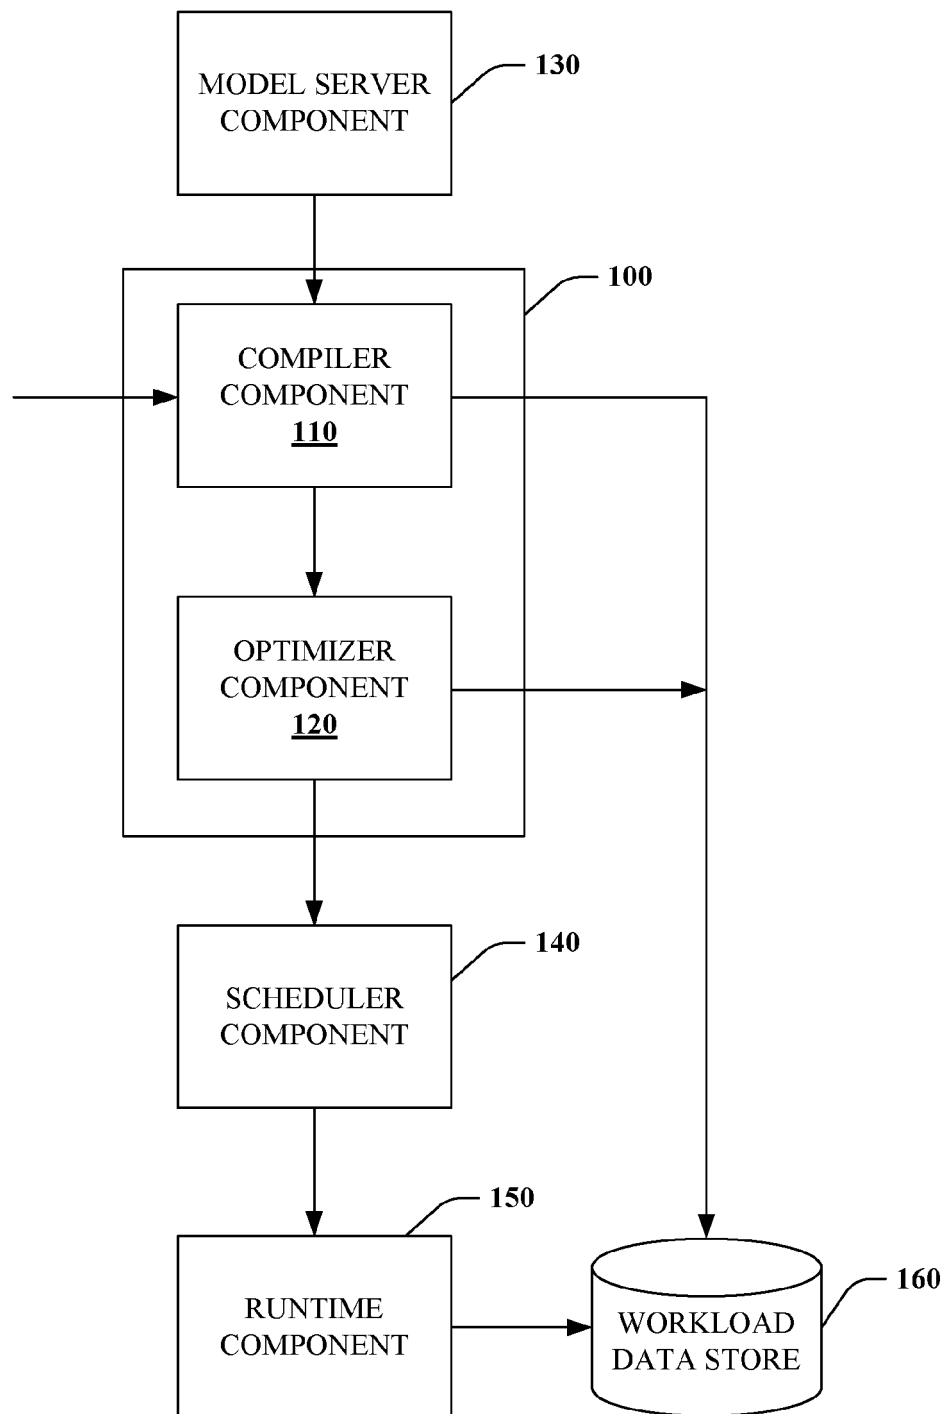 130
MODEL SERVER
COMPONENT
100
COMPILER
COMPONENT
110
OPTIMIZER
COMPONENT
120
140
SCHEDULER
COMPONENT
150
RUNTIME
COMPONENT
160
WORKLOAD
DATA STORE